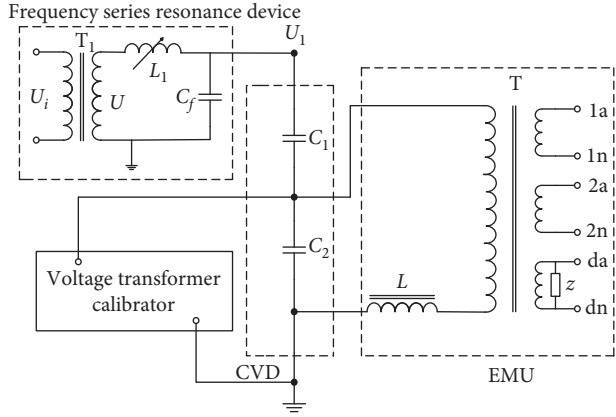 Frequency series resonance device
T1
L1
Ui
U
Cf
U1
C1
C2
T
1a
1n
2a
2n
da
z
dn
L
Voltage transformer
calibrator
CVD
EMU